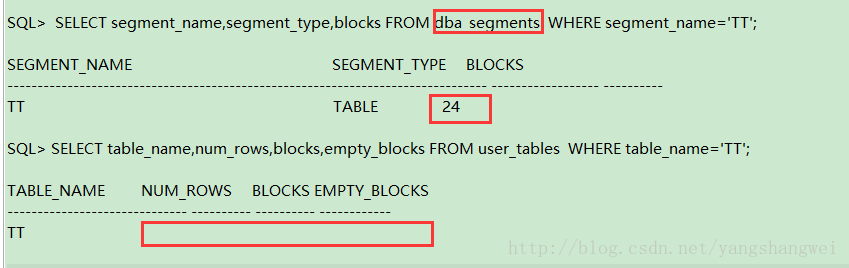 SQL>  SELECT segment_name,segment_type,blocks FROM dba_segments  WHERE segment_name='TT';
SEGMENT_NAME SEGMENT_TYPE BLOCKS
-------------------------------------------------------------------------------- ------------------ ----------
TT TABLE 24
SQL> SELECT table_name,num_rows,blocks,empty_blocks FROM user_tables  WHERE table_name='TT';
TABLE_NAME NUM_ROWS BLOCKS EMPTY_BLOCKS
------------------------------ ---------- ---------- ------------
TT
http://blog.csdn.net/yangshangwei